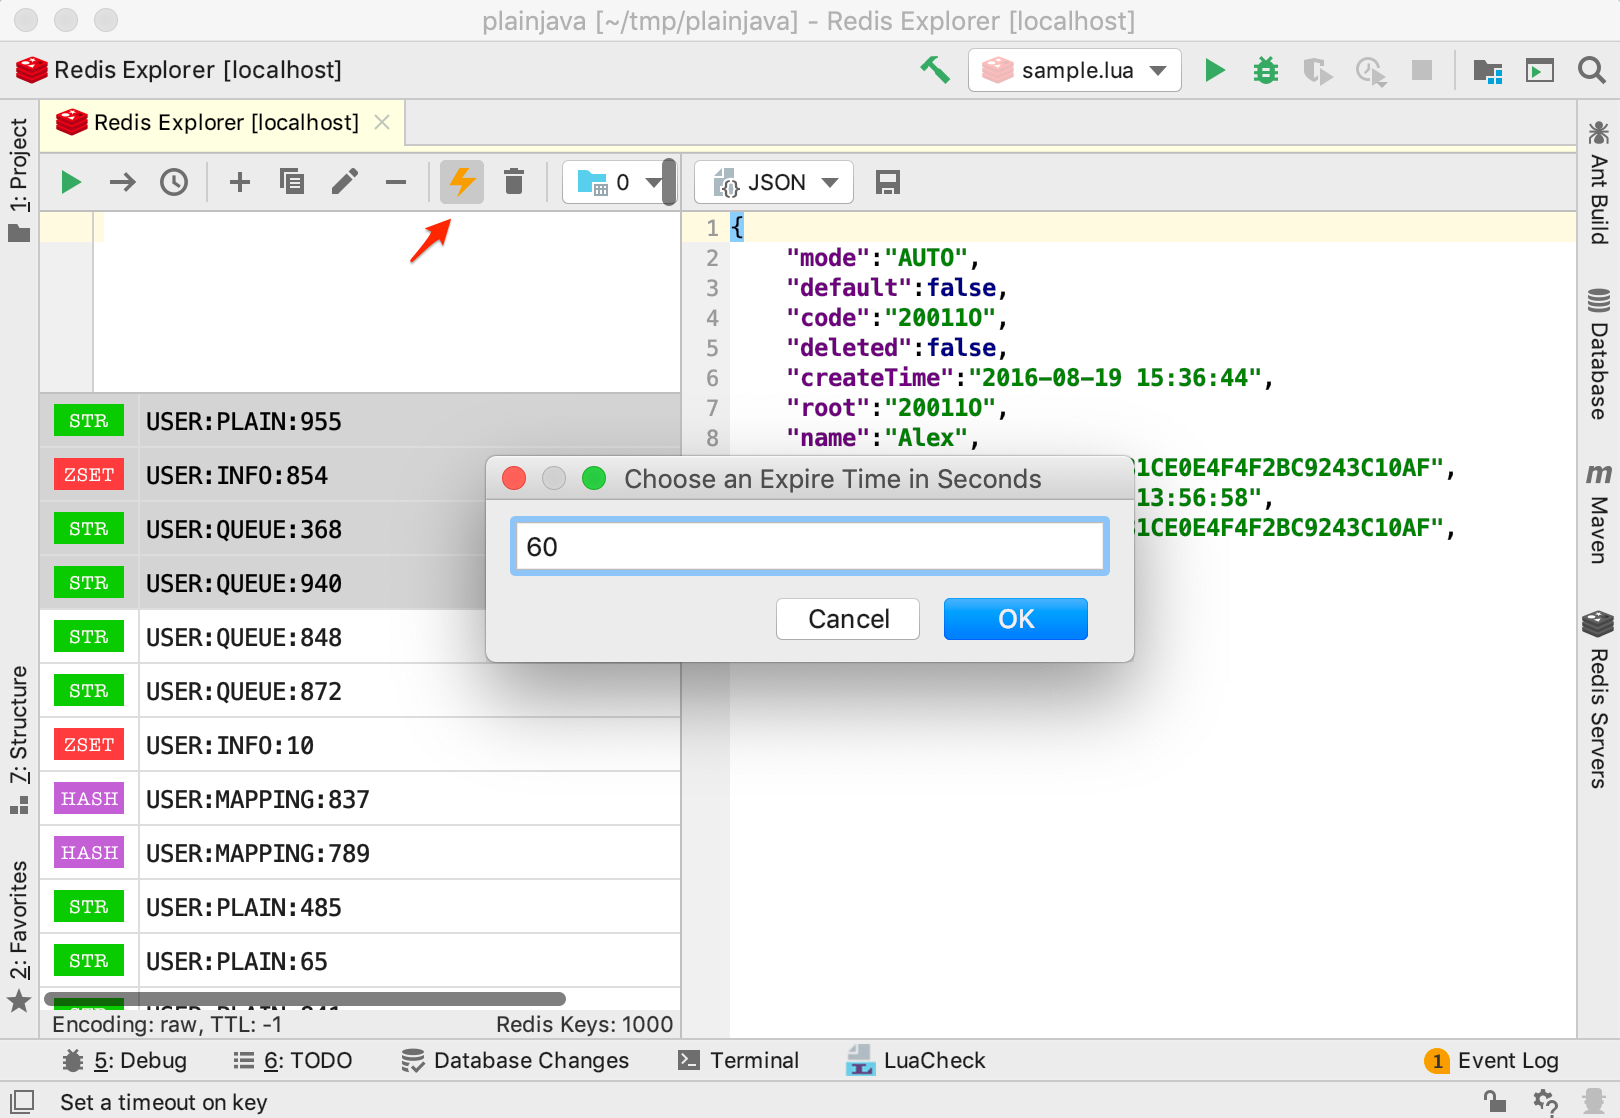 plainjava [~/tmp/plainjava] - Redis Explorer [localhost]
Redis Explorer [localhost]
sample.lua
Redis Explorer [localhost]
0
JSON
1: Project
7: Structure
2: Favorites
1 {
2 "mode":"AUTO",
3 "default":false,
4 "code":"20011O",
5 "deleted":false,
6 "createTime":"2016-08-19 15:36:44",
7 "root":"20011O",
8 "name":"Alex",
1CE0E4F4F2BC9243C10AF",
13:56:58",
1CE0E4F4F2BC9243C10AF",
STR USER:PLAIN:955
ZSET USER:INFO:854
STR USER:QUEUE:368
STR USER:QUEUE:940
STR USER:QUEUE:848
STR USER:QUEUE:872
ZSET USER:INFO:10
HASH USER:MAPPING:837
HASH USER:MAPPING:789
STR USER:PLAIN:485
STR USER:PLAIN:65
Choose an Expire Time in Seconds
60
Cancel
OK
Encoding: raw, TTL: -1
Redis Keys: 1000
Ant Build
Database
m
Maven
Redis Servers
5: Debug
6: TODO
Database Changes
Terminal
LuaCheck
1 Event Log
Set a timeout on key